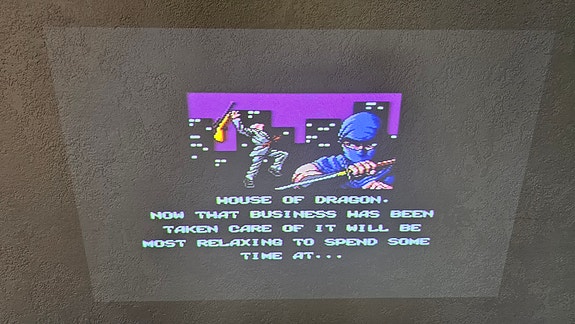 HOUSE OF DRAGON.
NOW THAT BUSINESS HAS BEEN
TAKEN CARE OF IT WILL BE
MOST RELAXING TO SPEND SOME
TIME AT...